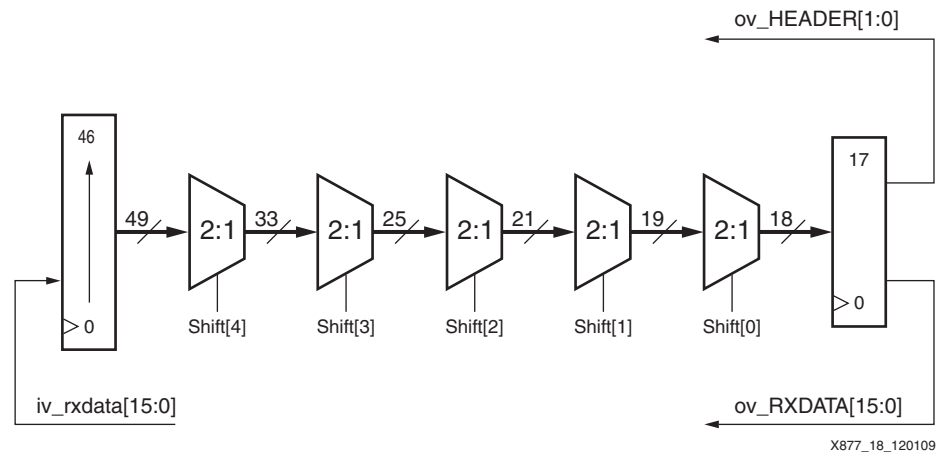 ov_HEADER[1:0]
46
17
49
33
25
21
19
18
2:1
2:1
2:1
2:1
2:1
0
0
Shift[4]
Shift[3]
Shift[2]
Shift[1]
Shift[0]
iv_rxdata[15:0]
ov_RXDATA[15:0]
X877_18_120109